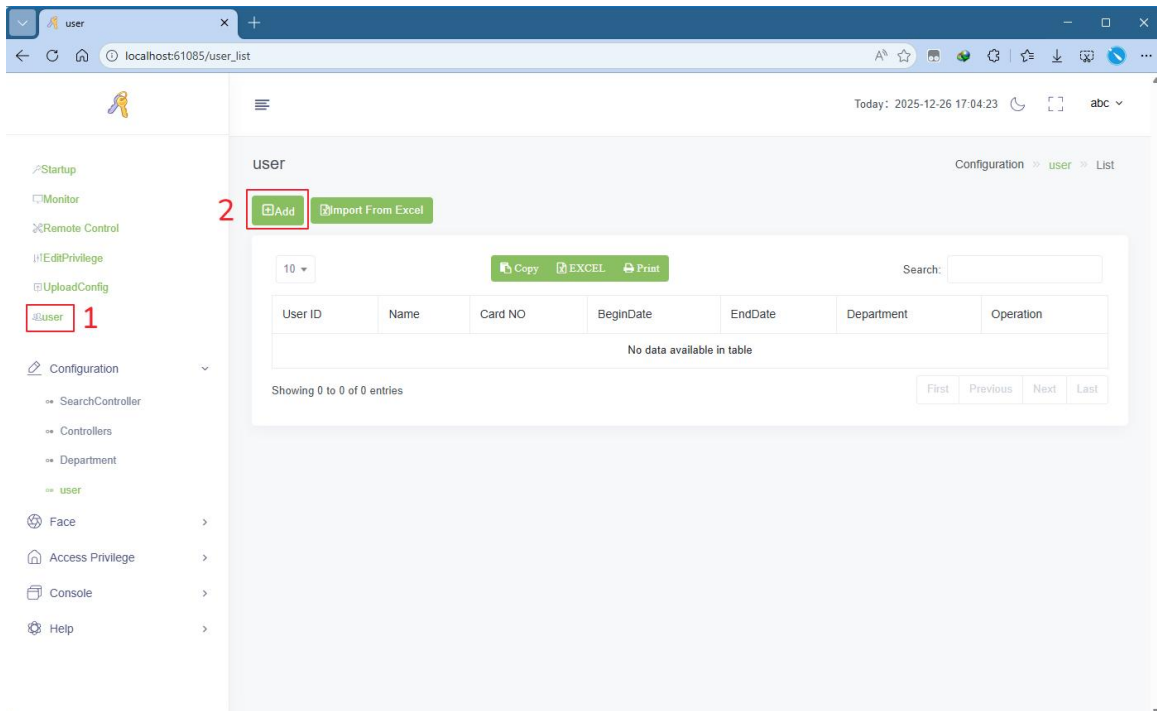 user
localhost:61085/user_list
Today: 2025-12-26 17:04:23 abc
Startup
Monitor
Remote Control
EditPrivilege
UploadConfig
user 1
Configuration
SearchController
Controllers
Department
user
Face
Access Privilege
Console
Help
user
Configuration » user » List
2 Add Import From Excel
10 Copy EXCEL Print Search:
User ID Name Card NO BeginDate EndDate Department Operation
No data available in table
Showing 0 to 0 of 0 entries First Previous Next Last